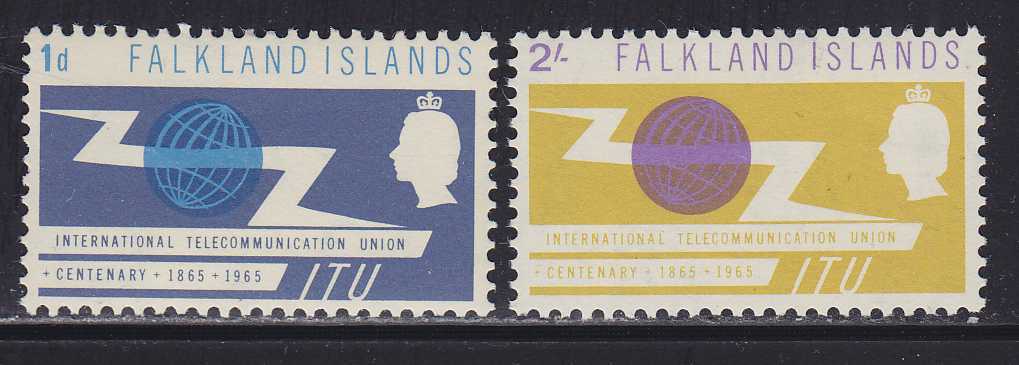 1d FALKLAND ISLANDS
INTERNATIONAL TELECOMMUNICATION UNION
+ CENTENARY + 1865 + 1965 ITU
2/- FALKLAND ISLANDS
INTERNATIONAL TELECOMMUNICATION UNION
+ CENTENARY + 1865 + 1965 ITU